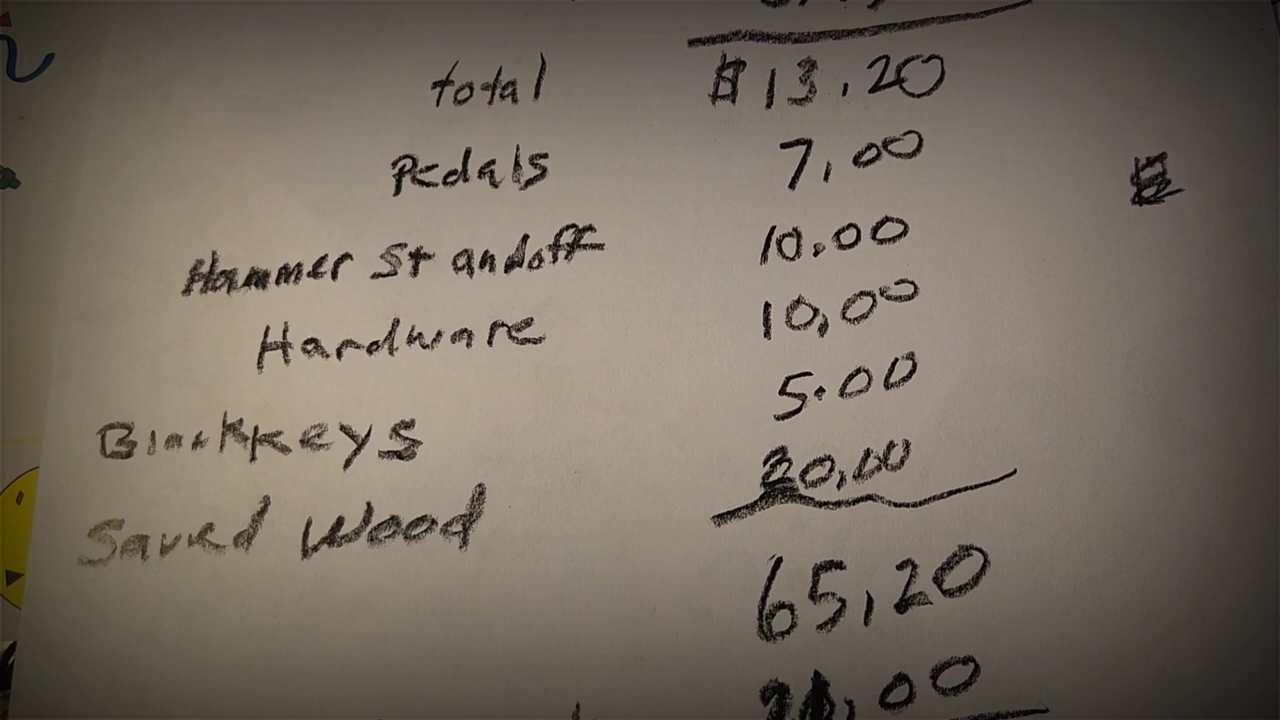 total $13.20
Pedals 7.00
Hammer Standoff 10.00
Hardware 10.00
Blackkeys 5.00
Saved Wood 20.00
65.20